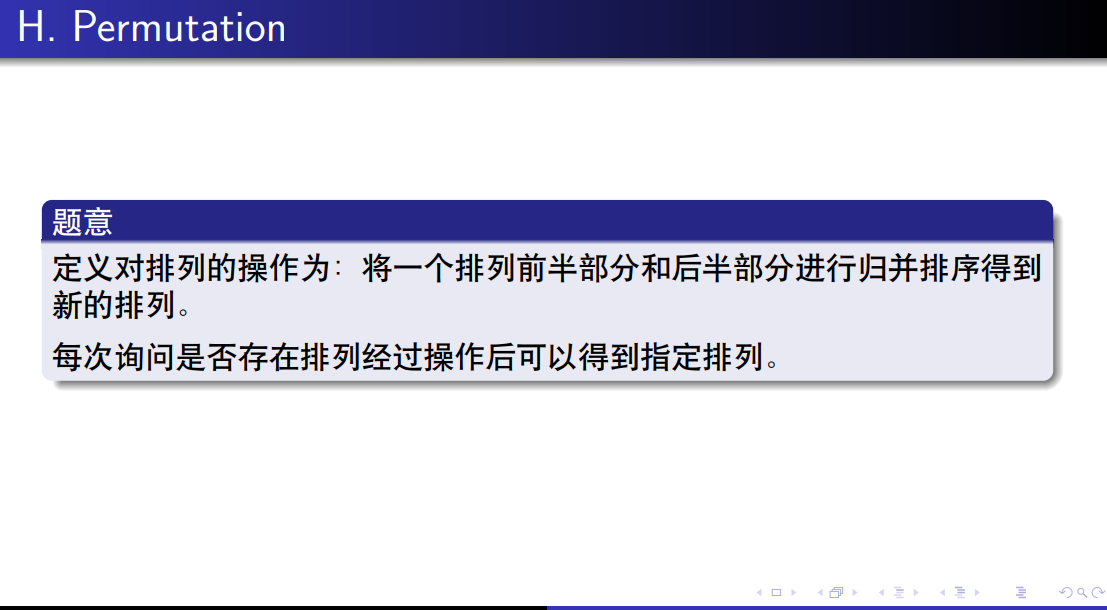 H. Permutation
题意
定义对排列的操作为：将一个排列前半部分和后半部分进行归并排序得到
新的排列。
每次询问是否存在排列经过操作后可以得到指定排列。